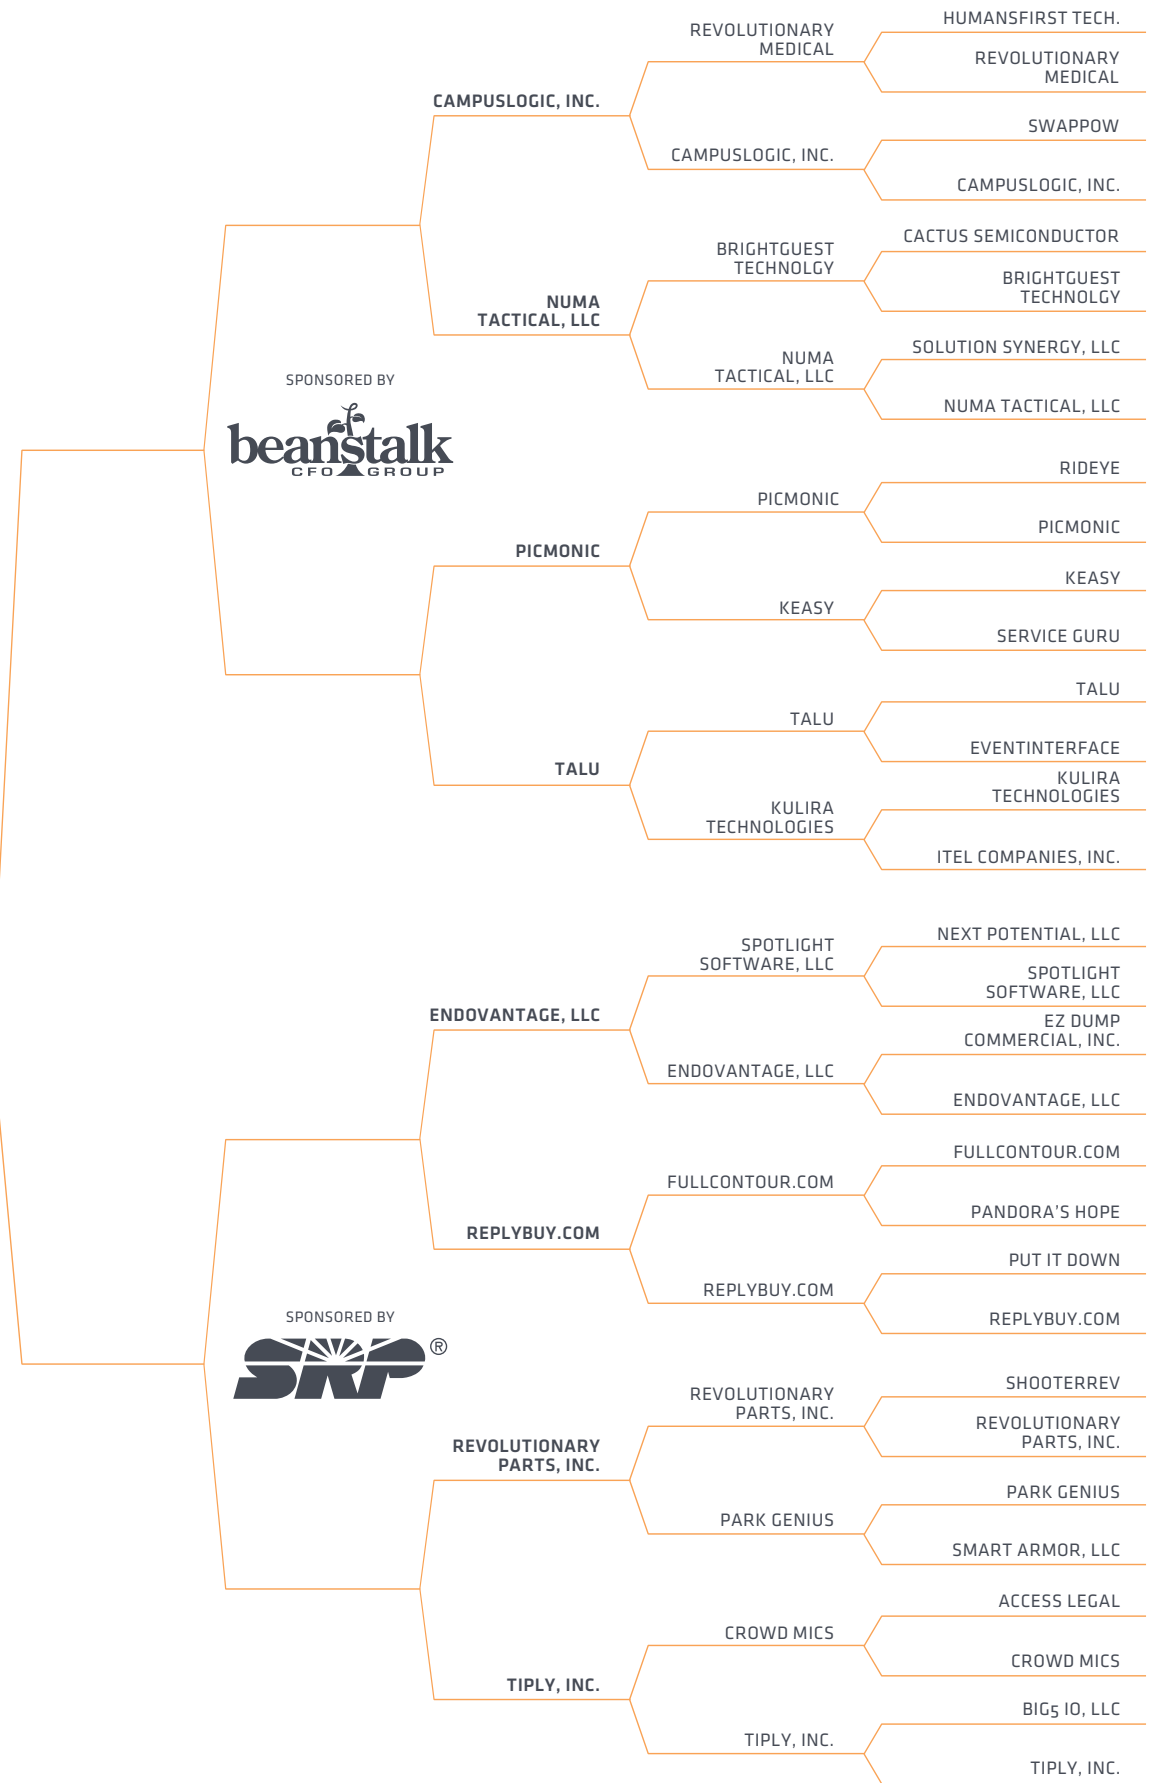 HUMANSFIRST TECH.
REVOLUTIONARY
MEDICAL
REVOLUTIONARY
MEDICAL
CAMPUSLOGIC, INC.
SWAPPOW
CAMPUSLOGIC, INC.
CAMPUSLOGIC, INC.
CACTUS SEMICONDUCTOR
BRIGHTGUEST
TECHNOLGY
BRIGHTGUEST
TECHNOLGY
NUMA
TACTICAL, LLC
SOLUTION SYNERGY, LLC
NUMA
TACTICAL, LLC
NUMA TACTICAL, LLC
SPONSORED BY
beanstalk
CFO GROUP
RIDEYE
PICMONIC
PICMONIC
PICMONIC
KEASY
KEASY
SERVICE GURU
TALU
TALU
EVENTINTERFACE
TALU
KULIRA
TECHNOLOGIES
KULIRA
TECHNOLOGIES
ITEL COMPANIES, INC.
NEXT POTENTIAL, LLC
SPOTLIGHT
SOFTWARE, LLC
SPOTLIGHT
SOFTWARE, LLC
ENDOVANTAGE, LLC
EZ DUMP
COMMERCIAL, INC.
ENDOVANTAGE, LLC
ENDOVANTAGE, LLC
FULLCONTOUR.COM
FULLCONTOUR.COM
PANDORA'S HOPE
REPLYBUY.COM
PUT IT DOWN
REPLYBUY.COM
REPLYBUY.COM
SPONSORED BY
SRP®
SHOOTERREV
REVOLUTIONARY
PARTS, INC.
REVOLUTIONARY
PARTS, INC.
REVOLUTIONARY
PARTS, INC.
PARK GENIUS
PARK GENIUS
SMART ARMOR, LLC
ACCESS LEGAL
CROWD MICS
CROWD MICS
TIPLY, INC.
BIG5 IO, LLC
TIPLY, INC.
TIPLY, INC.